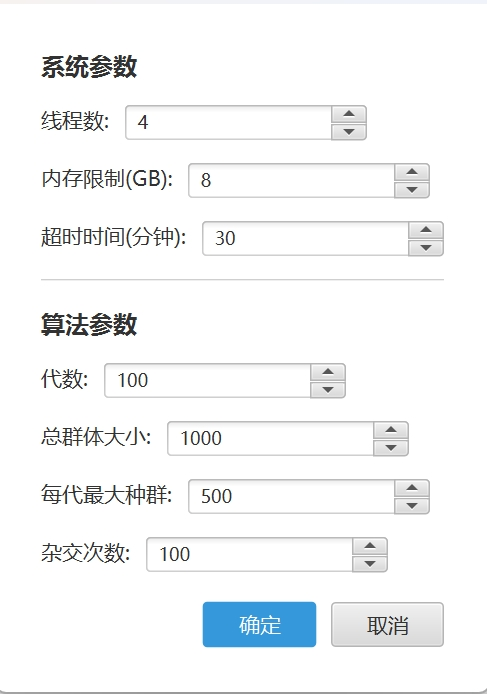 系统参数
线程数: 4
内存限制(GB): 8
超时时间(分钟): 30
算法参数
代数: 100
总群体大小: 1000
每代最大种群: 500
杂交次数: 100
确定 取消